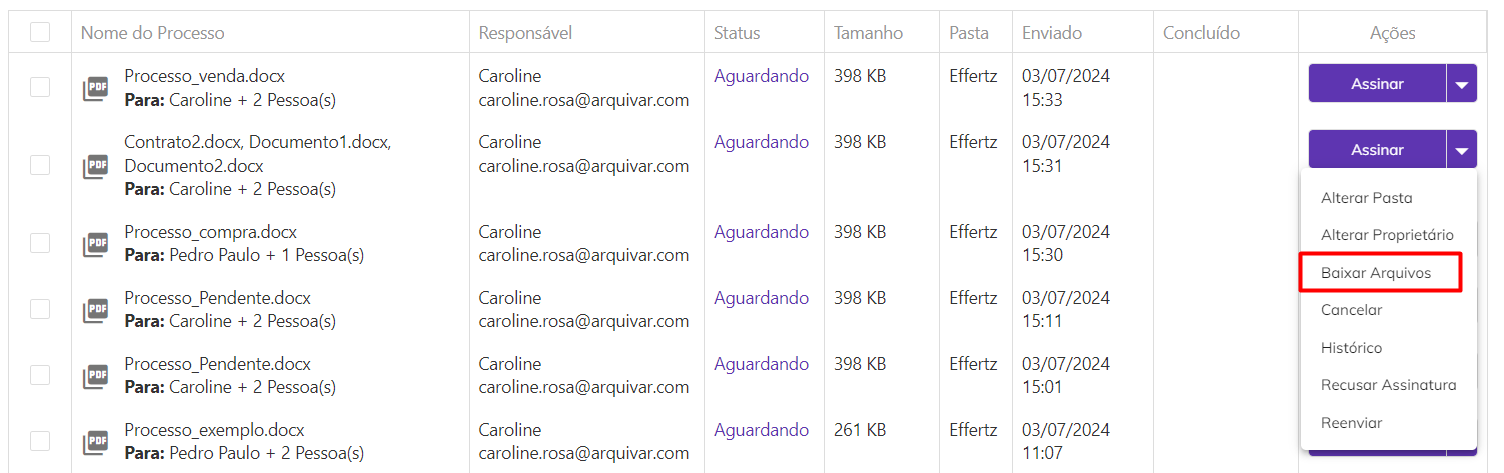 Nome do Processo Responsável Status Tamanho Pasta Enviado Concluído Ações
PDF Processo_venda.docx Caroline Aguardando 398 KB Effertz 03/07/2024 Assinar
Para: Caroline + 2 Pessoa(s) caroline.rosa@arquivar.com 15:33
Contrato2.docx, Documento1.docx, Caroline Aguardando 398 KB Effertz 03/07/2024 Assinar
PDF Documento2.docx caroline.rosa@arquivar.com 15:31
Para: Caroline + 2 Pessoa(s)
Alterar Pasta
PDF Processo_compra.docx Caroline Aguardando 398 KB Effertz 03/07/2024 Alterar Proprietário
Para: Pedro Paulo + 1 Pessoa(s) caroline.rosa@arquivar.com 15:30
Baixar Arquivos
PDF Processo_Pendente.docx Caroline Aguardando 398 KB Effertz 03/07/2024
Cancelar
Para: Caroline + 2 Pessoa(s) caroline.rosa@arquivar.com 15:11
Histórico
PDF Processo_Pendente.docx Caroline Aguardando 398 KB Effertz 03/07/2024
Para: Caroline + 2 Pessoa(s) caroline.rosa@arquivar.com 15:01 Recusar Assinatura
Reenviar
PDF Processo_exemplo.docx Caroline Aguardando 261 KB Effertz 03/07/2024
Para: Pedro Paulo + 2 Pessoa(s) caroline.rosa@arquivar.com 11:07